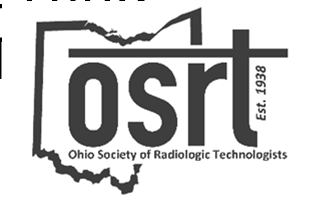 osrt
Est. 1938
Ohio Society of Radiologic Technologists